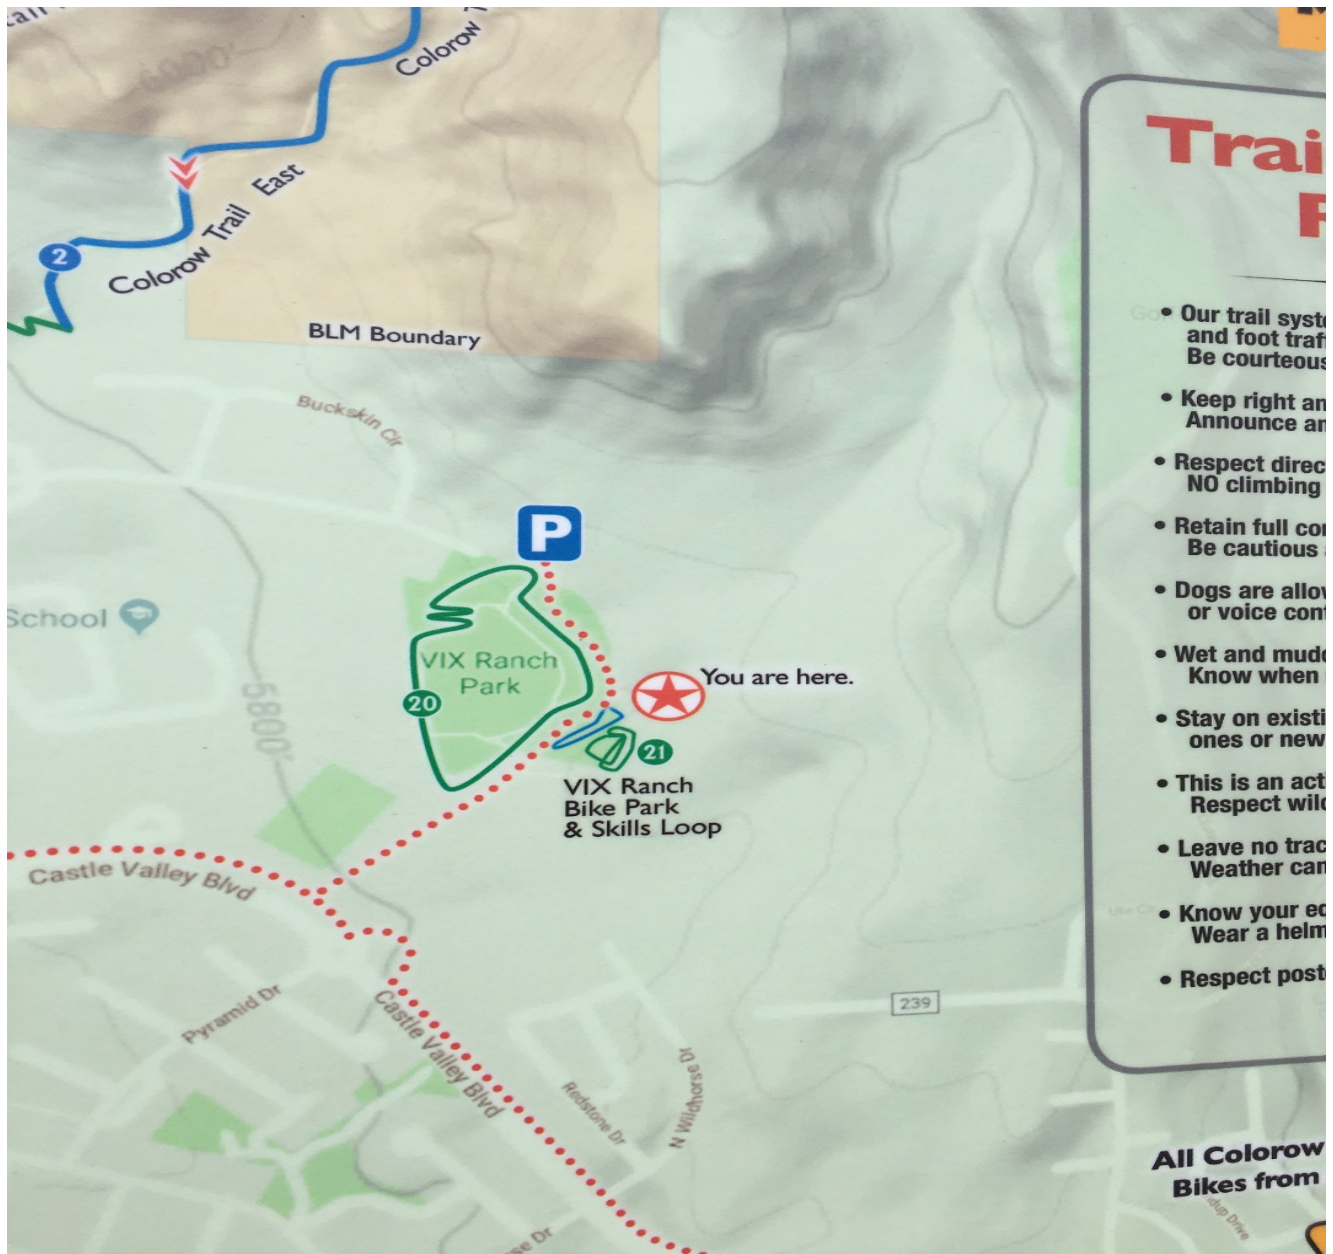 6000'
Colorow T
2
Colorow Trail East
BLM Boundary
Buckskin Cir
P
School
VIX Ranch
Park
20
You are here.
21
VIX Ranch
Bike Park
& Skills Loop
5800'
Castle Valley Blvd
Pyramid Dr
Castle Valley Blvd
Redstone Dr
N Wildhorse Dr
239
Trai
• Our trail syste
and foot traf
Be courteous
• Keep right an
Announce an
• Respect direc
NO climbing
• Retain full co
Be cautious
• Dogs are allo
or voice con
• Wet and mud
Know when
• Stay on existi
ones or new
• This is an act
Respect wild
• Leave no trac
Weather can
• Know your e
Wear a helm
• Respect post
All Colorow
Bikes from